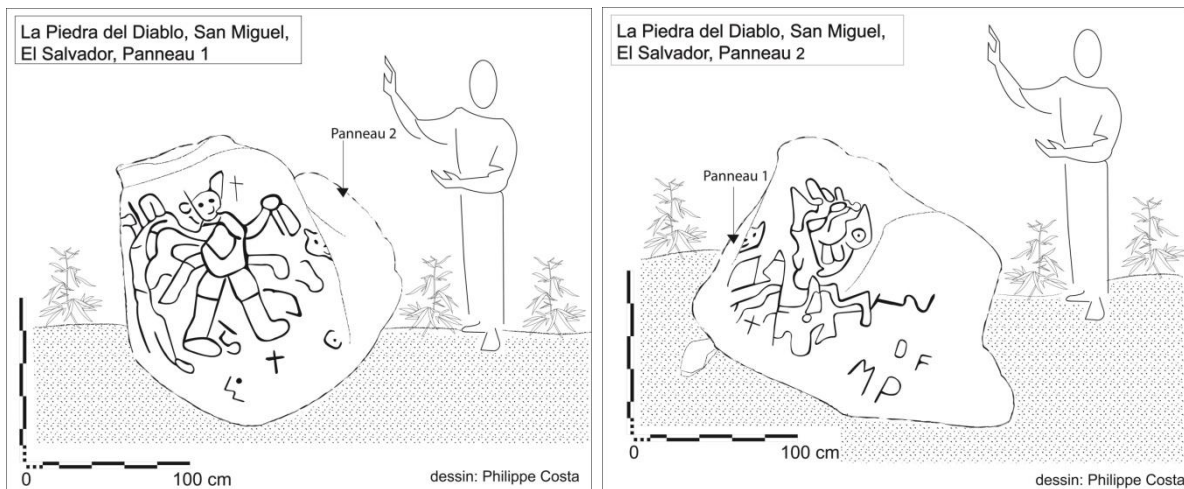 La Piedra del Diablo, San Miguel,
El Salvador, Panneau 1
Panneau 2
0
100 cm
dessin: Philippe Costa
La Piedra del Diablo, San Miguel,
El Salvador, Panneau 2
Panneau 1
O F
MP
0
100 cm
dessin: Philippe Costa